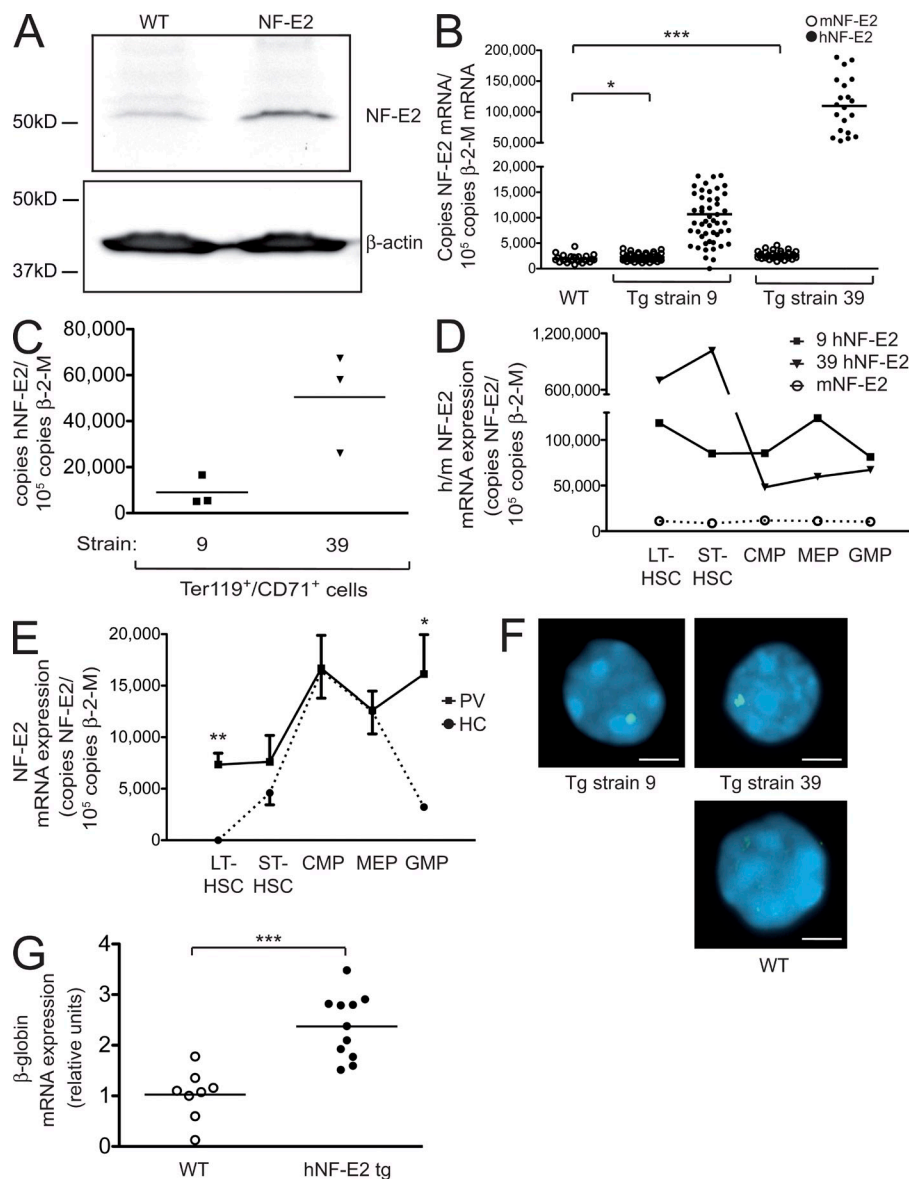 A
WT NF-E2
50kD
NF-E2
50kD
β-actin
37kD
B
mNF-E2
hNF-E2
Copies NF-E2 mRNA/
10⁵ copies β-2-M mRNA
200,000
150,000
100,000
50,000
20,000
15,000
10,000
5,000
0
*
***
WT Tg strain 9 Tg strain 39
C
copies hNF-E2/
10⁵ copies β-2-M
80,000
60,000
40,000
20,000
0
Strain: 9 39
Ter119⁺/CD71⁺ cells
D
h/m NF-E2
mRNA expression
(copies NF-E2/
10⁵ copies β-2-M)
1,200,000
600,000
100,000
50,000
0
9 hNF-E2
39 hNF-E2
mNF-E2
LT-
HSC
ST-
HSC
CMP
MEP
GMP
E
NF-E2
mRNA expression
(copies NF-E2/
10⁵ copies β-2-M)
20,000
15,000
10,000
5,000
0
**
*
PV
HC
LT-
HSC
ST-
HSC
CMP
MEP
GMP
F
Tg strain 9
Tg strain 39
WT
G
β-globin
mRNA expression
(relative units)
4
3
2
1
0
***
WT hNF-E2 tg